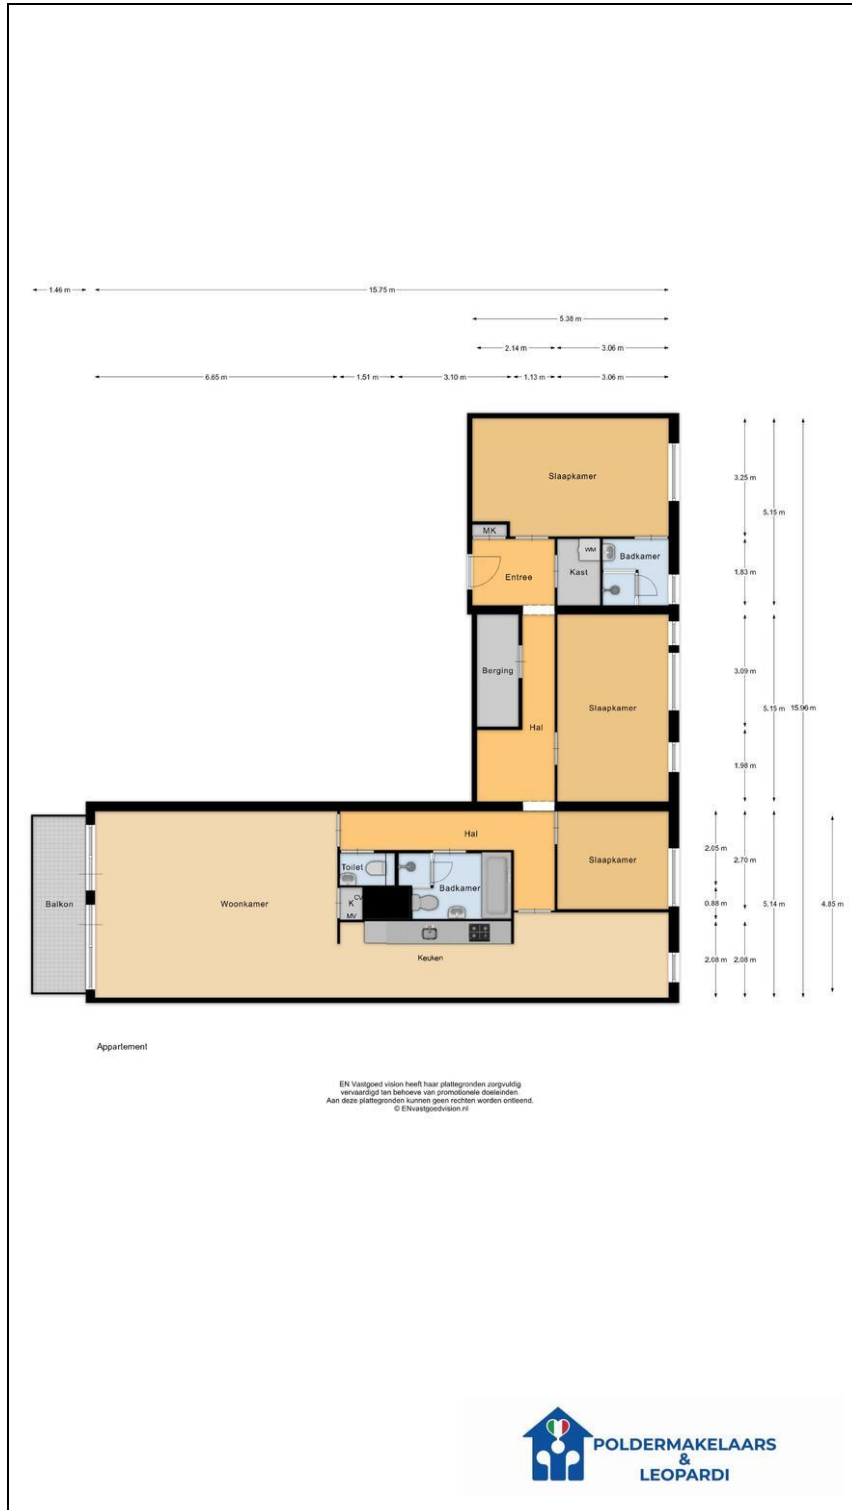 1.46 m
15.75 m
5.38 m
2.14 m
3.06 m
6.65 m
1.51 m
3.10 m
1.13 m
3.06 m
Slaapkamer
3.25 m
5.15 m
MK
WM
Badkamer
Entree
Kast
1.83 m
Berging
3.09 m
Slaapkamer
5.15 m
15.96 m
Hal
1.98 m
Hal
Toilet
Badkamer
Slaapkamer
2.05 m
2.70 m
Balkon
Woonkamer
CV
K
MV
0.88 m
5.14 m
4.85 m
Keuken
2.08 m
2.08 m
Appartement
EN Vastgoed vision heeft haar plattegronden zorgvuldig
vervaardigd ten behoeve van promotionele doeleinden.
Aan deze plattegronden kunnen geen rechten worden ontleend.
© ENvastgoedvision.nl
POLDERMAKELAARS
&
LEOPARDI